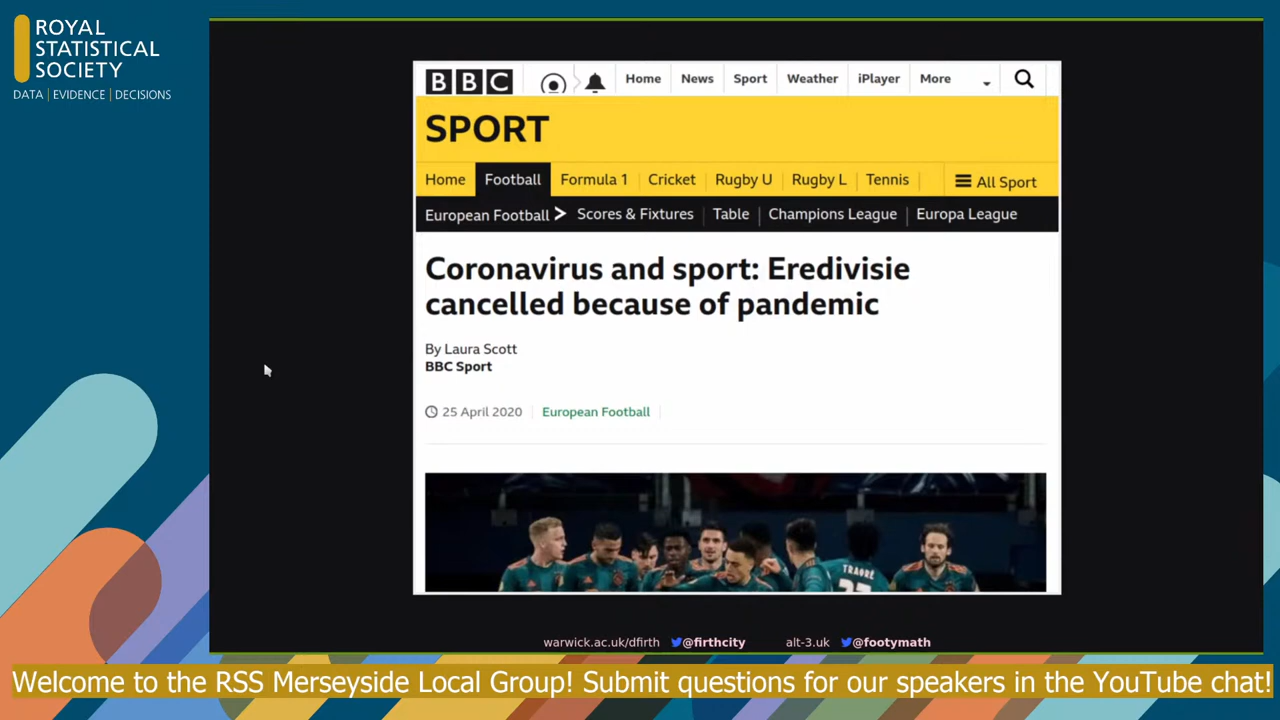 ROYAL
STATISTICAL
SOCIETY
DATA | EVIDENCE | DECISIONS
BBC Home News Sport Weather iPlayer More
SPORT
Home Football Formula 1 Cricket Rugby U Rugby L Tennis All Sport
European Football Scores & Fixtures Table Champions League Europa League
Coronavirus and sport: Eredivisie
cancelled because of pandemic
By Laura Scott
BBC Sport
25 April 2020 European Football
TRAORÉ
warwick.ac.uk/dfirth @firthcity alt-3.uk @footymath
Welcome to the RSS Merseyside Local Group! Submit questions for our speakers in the YouTube chat!